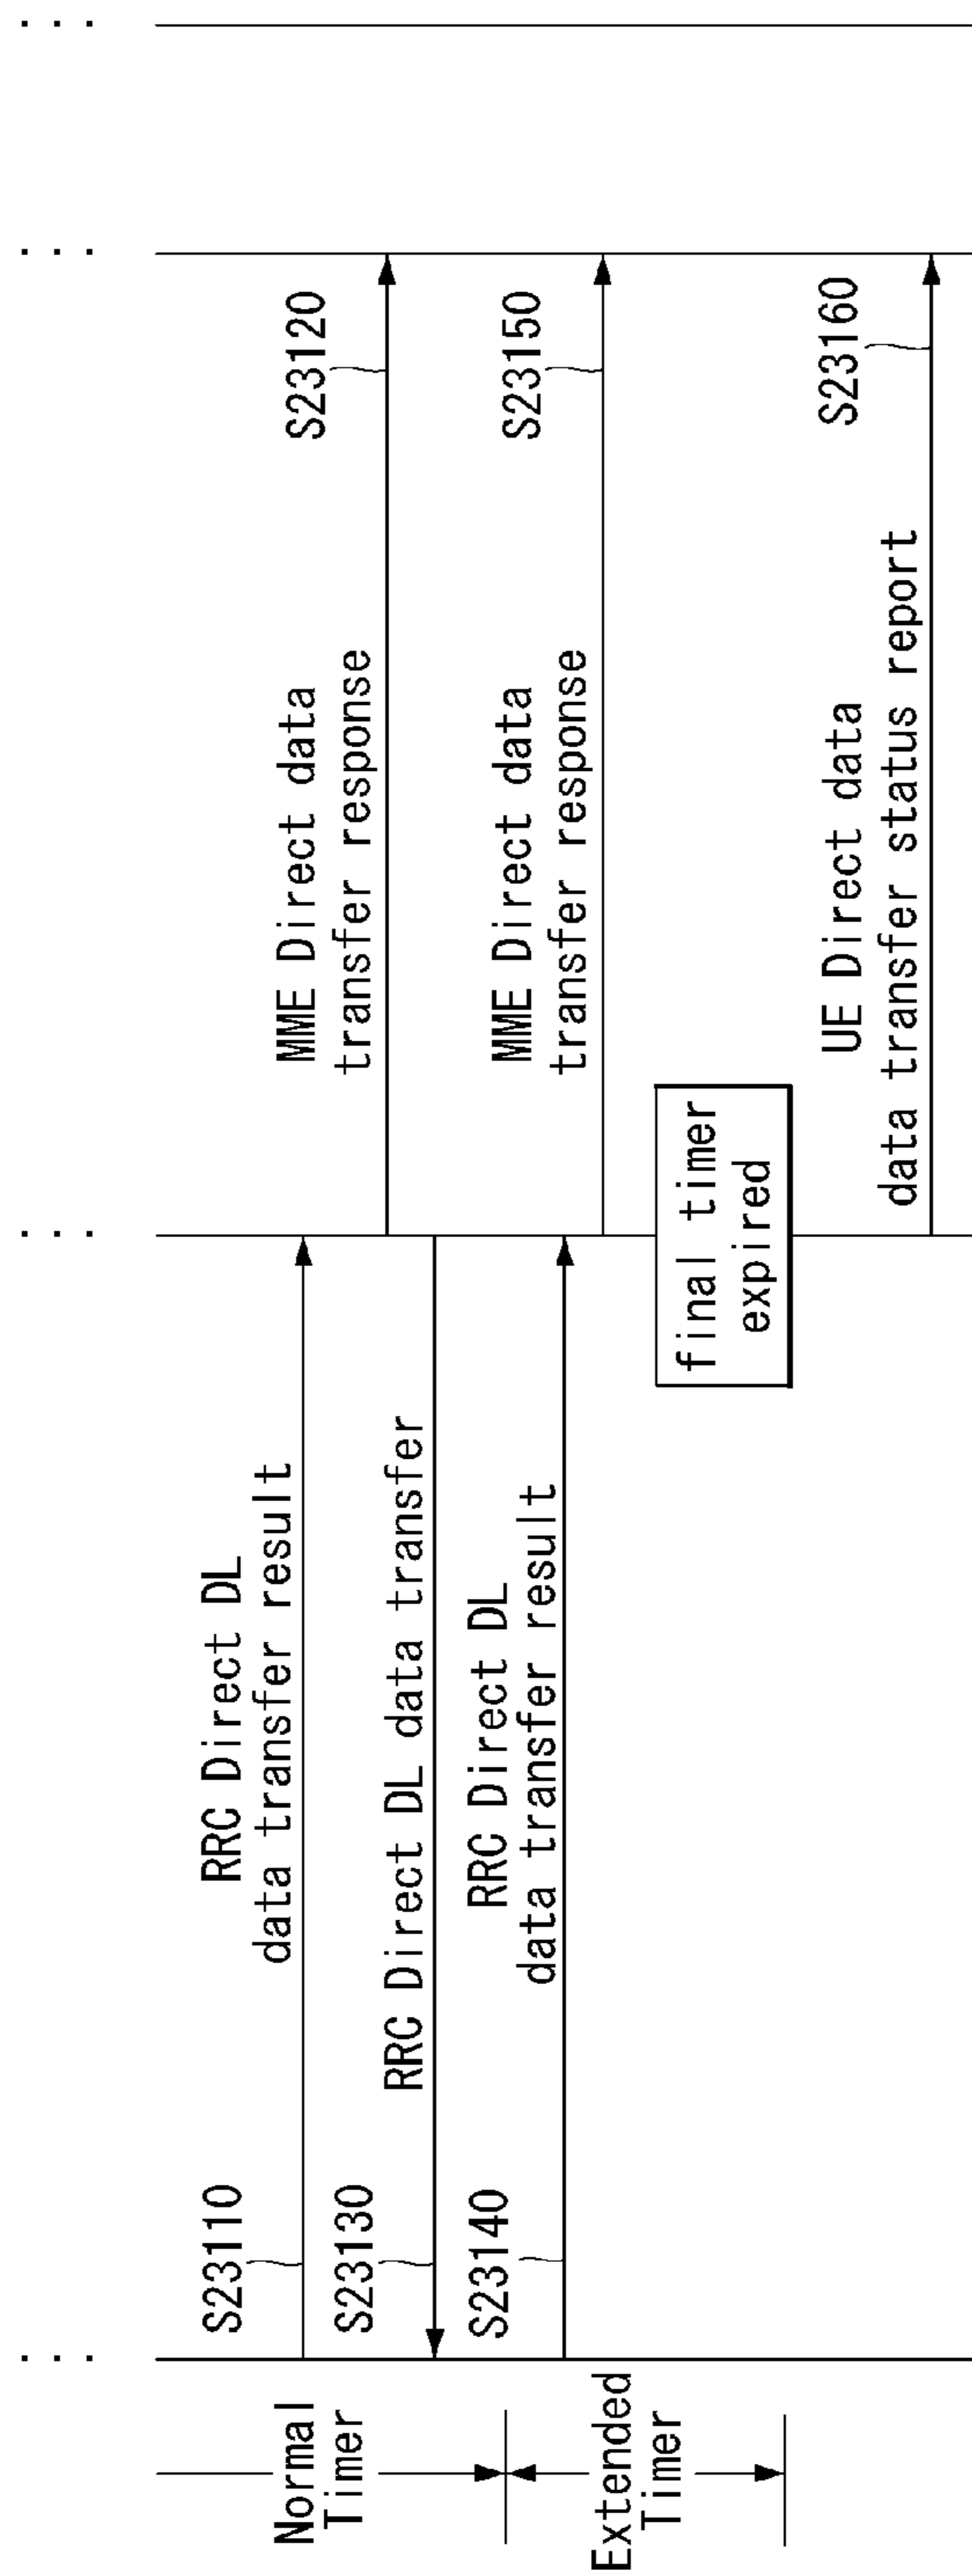 Normal
Timer
Extended
Timer
S23110
RRC Direct DL
data transfer result
MME Direct data
transfer response
S23120
S23130
RRC Direct DL data transfer
S23140
RRC Direct DL
data transfer result
MME Direct data
transfer response
S23150
final timer
expired
UE Direct data
data transfer status report
S23160